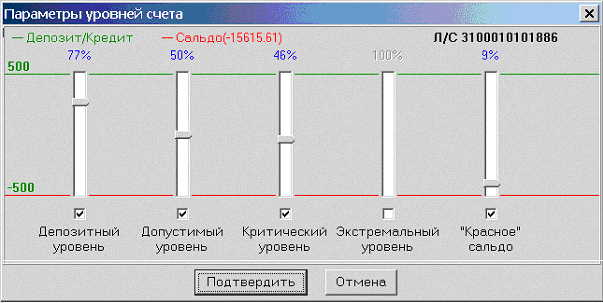 Параметры уровней счета
Депозит/Кредит Сальдо(-15615.61) Л/С 3100010101886
77% 50% 46% 100% 9%
500
-500
Депозитный уровень Допустимый уровень Критический уровень Экстремальный уровень "Красное" сальдо
Подтвердить Отмена